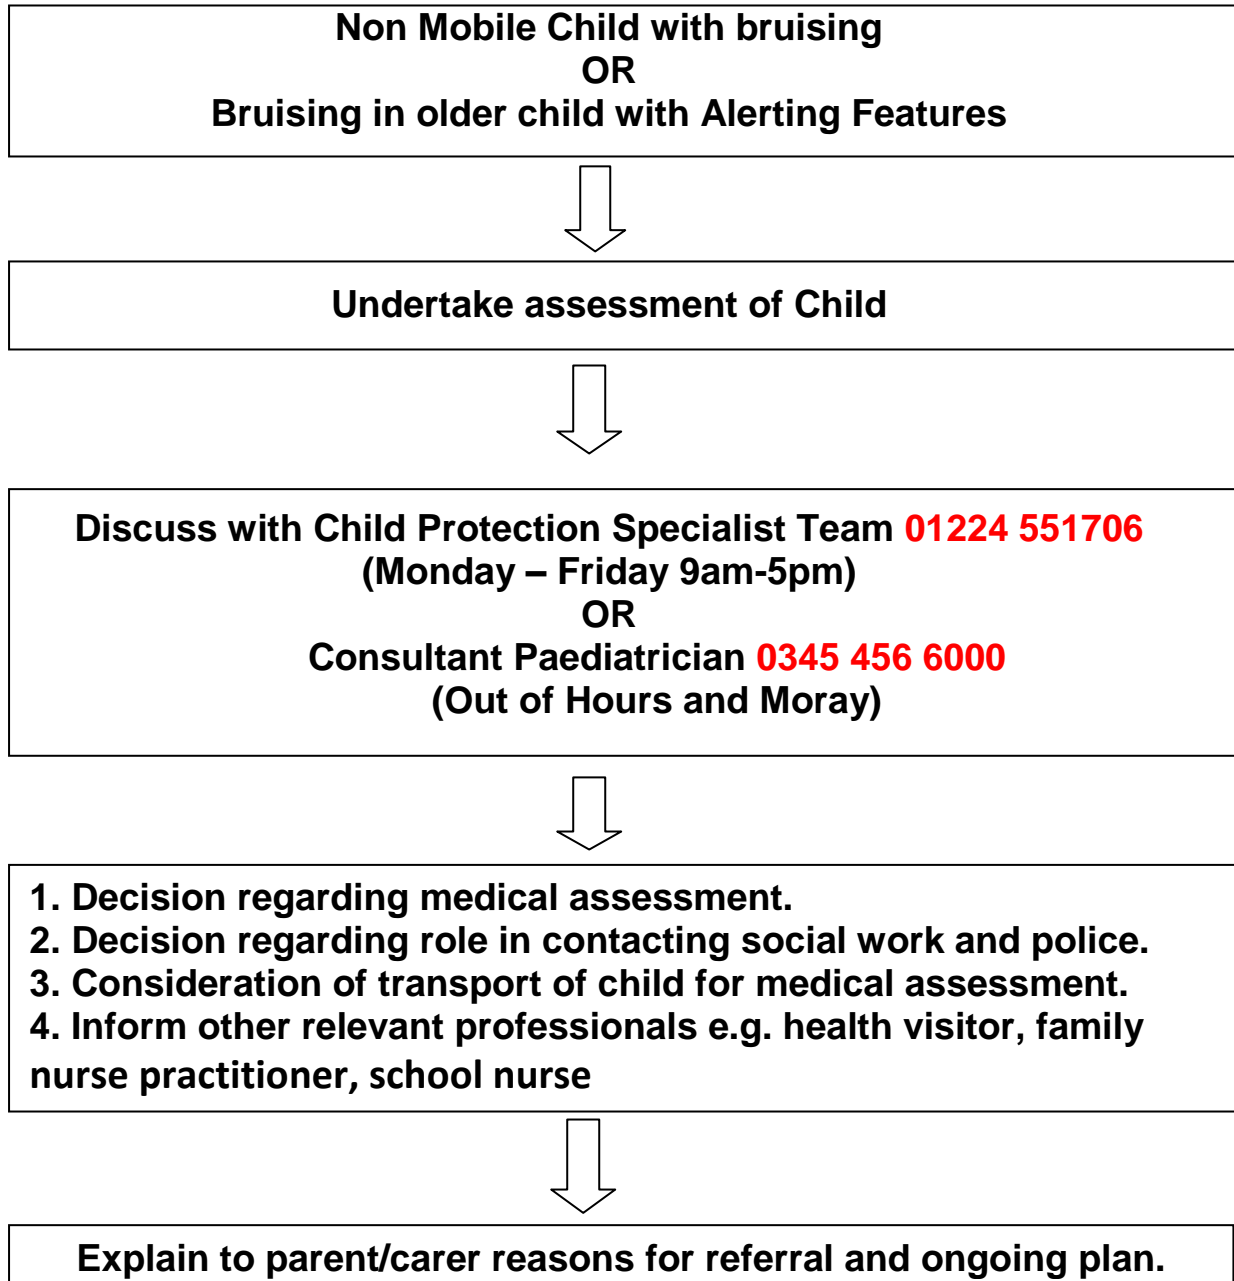 Non Mobile Child with bruising
OR
Bruising in older child with Alerting Features
Undertake assessment of Child
Discuss with Child Protection Specialist Team 01224 551706
(Monday – Friday 9am-5pm)
OR
Consultant Paediatrician 0345 456 6000
(Out of Hours and Moray)
1. Decision regarding medical assessment.
2. Decision regarding role in contacting social work and police.
3. Consideration of transport of child for medical assessment.
4. Inform other relevant professionals e.g. health visitor, family
nurse practitioner, school nurse
Explain to parent/carer reasons for referral and ongoing plan.